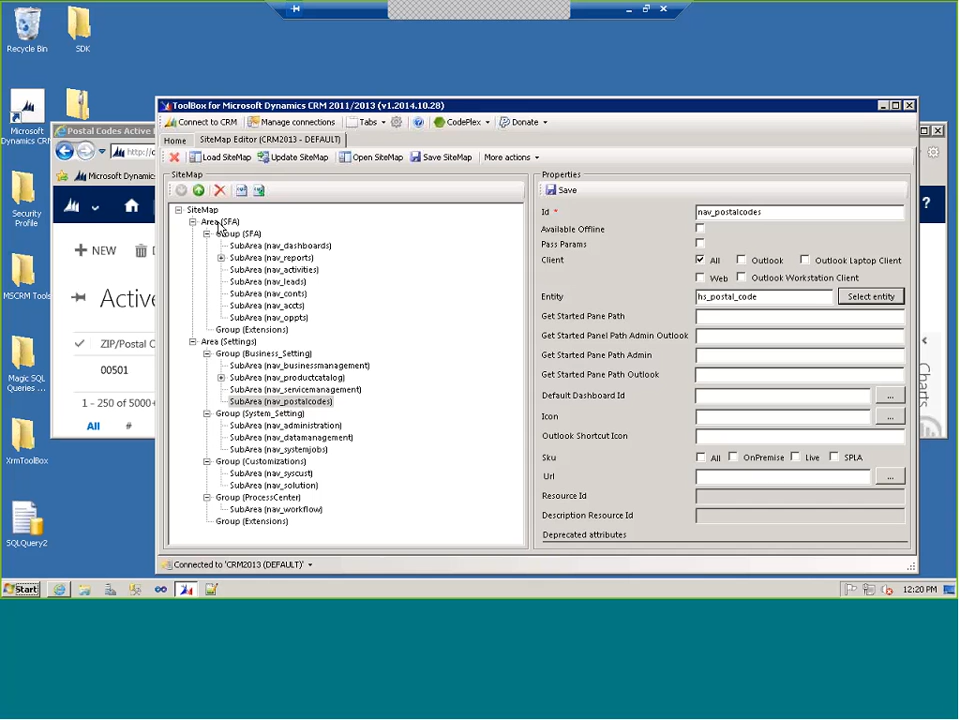 Recycle Bin
SDK
Microsoft
Dynamics CRM
Security
Profile
MSCRM Tools
Magic SQL
Queries ...
XrmToolBox
SQLQuery2
Postal Codes Active
http://c
Microsoft Dynamics
NEW
Active
ZIP/Postal C
00501
1 - 250 of 5000+
All #
?
Charts
ToolBox for Microsoft Dynamics CRM 2011/2013 (v1.2014.10.28)
Connect to CRM Manage connections Tabs CodePlex Donate
Home SiteMap Editor (CRM2013 - DEFAULT)
Load SiteMap Update SiteMap Open SiteMap Save SiteMap More actions
SiteMap
SiteMap
Area (SFA)
Group (SFA)
SubArea (nav_dashboards)
SubArea (nav_reports)
SubArea (nav_activities)
SubArea (nav_leads)
SubArea (nav_conts)
SubArea (nav_accts)
SubArea (nav_oppts)
Group (Extensions)
Area (Settings)
Group (Business_Setting)
SubArea (nav_businessmanagement)
SubArea (nav_productcatalog)
SubArea (nav_servicemanagement)
SubArea (nav_postalcodes)
Group (System_Setting)
SubArea (nav_administration)
SubArea (nav_datamanagement)
SubArea (nav_systemjobs)
Group (Customizations)
SubArea (nav_syscust)
SubArea (nav_solution)
Group (ProcessCenter)
SubArea (nav_workflow)
Group (Extensions)
Properties
Save
Id * nav_postalcodes
Available Offline
Pass Params
Client All Outlook Outlook Laptop Client
Web Outlook Workstation Client
Entity hs_postal_code Select entity
Get Started Pane Path
Get Started Panel Path Admin Outlook
Get Started Pane Path Admin
Get Started Pane Path Outlook
Default Dashboard Id ...
Icon ...
Outlook Shortcut Icon
Sku All OnPremise Live SPLA
Url ...
Resource Id
Description Resource Id
Deprecated attributes
Connected to 'CRM2013 (DEFAULT)'
Start
12:20 PM